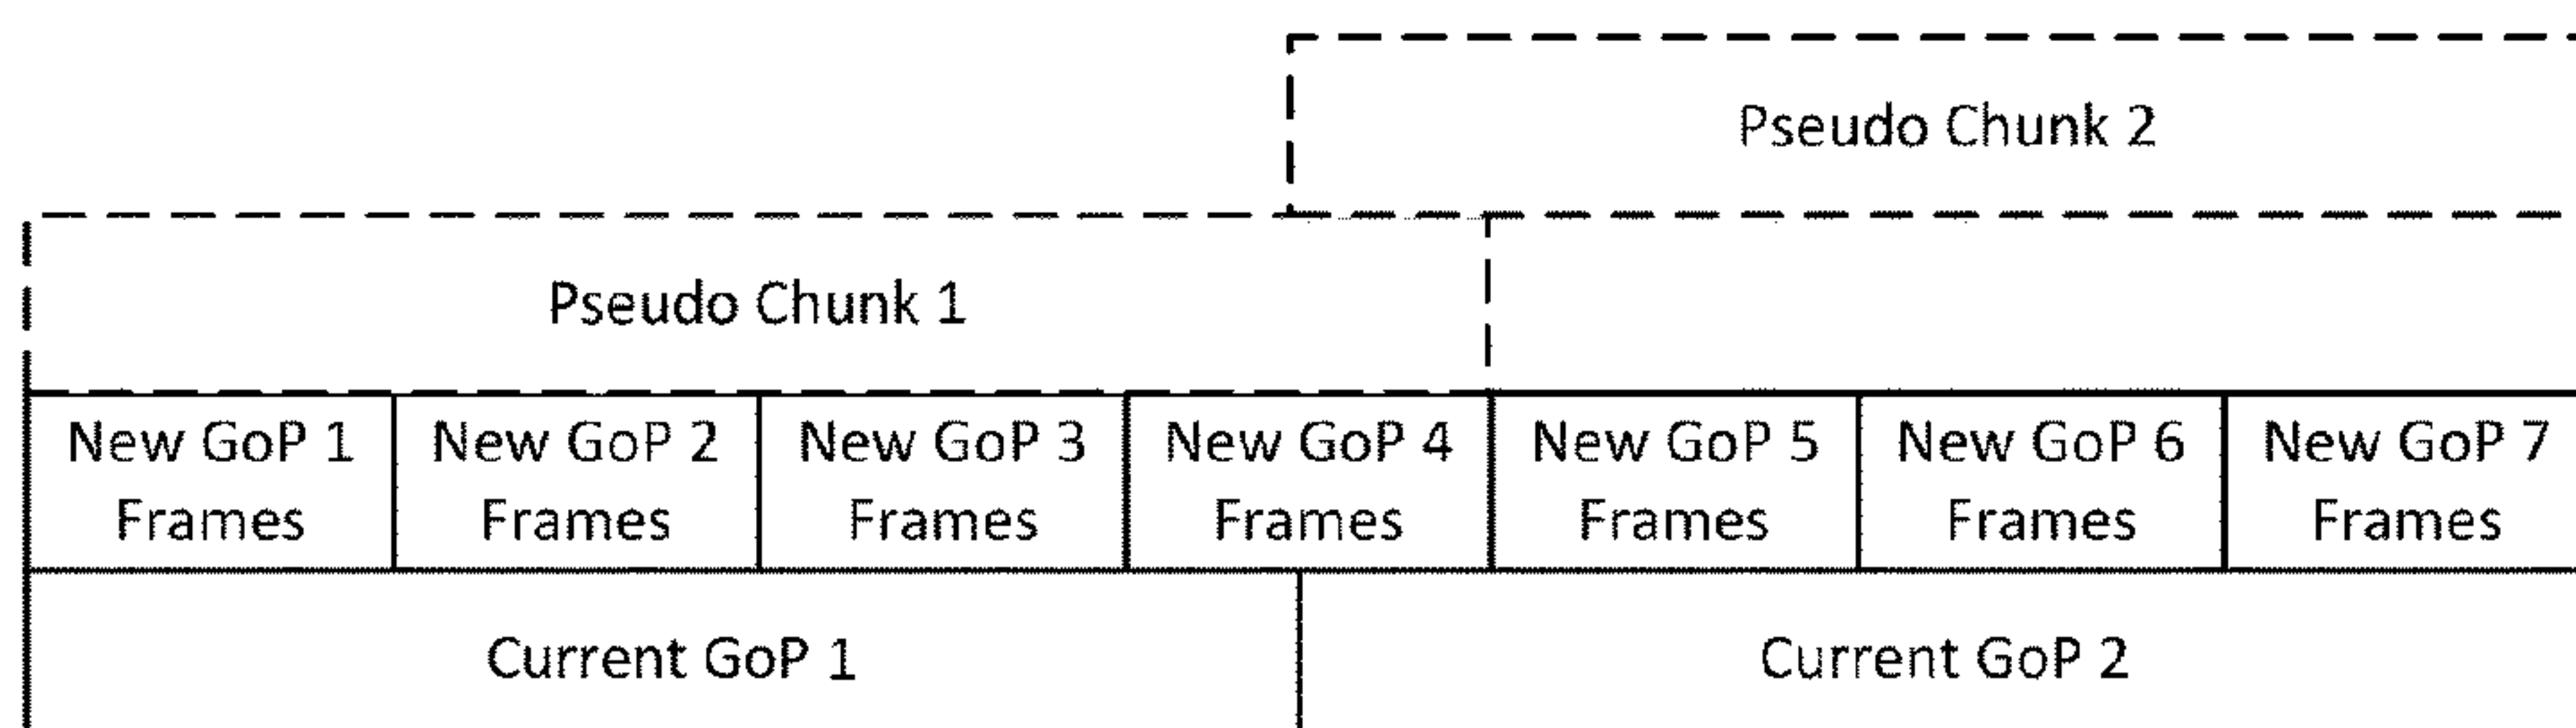 Pseudo Chunk 2
Pseudo Chunk 1
New GoP 1
Frames
New GoP 2
Frames
New GoP 3
Frames
New GoP 4
Frames
New GoP 5
Frames
New GoP 6
Frames
New GoP 7
Frames
Current GoP 1
Current GoP 2